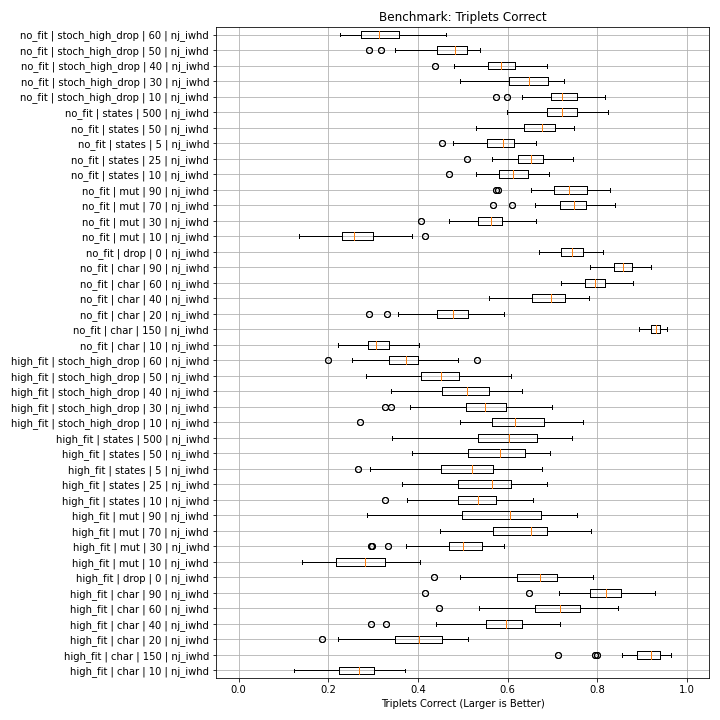 Benchmark: Triplets Correct
no_fit | stoch_high_drop | 60 | nj_iwhd
no_fit | stoch_high_drop | 50 | nj_iwhd
no_fit | stoch_high_drop | 40 | nj_iwhd
no_fit | stoch_high_drop | 30 | nj_iwhd
no_fit | stoch_high_drop | 10 | nj_iwhd
no_fit | states | 500 | nj_iwhd
no_fit | states | 50 | nj_iwhd
no_fit | states | 5 | nj_iwhd
no_fit | states | 25 | nj_iwhd
no_fit | states | 10 | nj_iwhd
no_fit | mut | 90 | nj_iwhd
no_fit | mut | 70 | nj_iwhd
no_fit | mut | 30 | nj_iwhd
no_fit | mut | 10 | nj_iwhd
no_fit | drop | 0 | nj_iwhd
no_fit | char | 90 | nj_iwhd
no_fit | char | 60 | nj_iwhd
no_fit | char | 40 | nj_iwhd
no_fit | char | 20 | nj_iwhd
no_fit | char | 150 | nj_iwhd
no_fit | char | 10 | nj_iwhd
high_fit | stoch_high_drop | 60 | nj_iwhd
high_fit | stoch_high_drop | 50 | nj_iwhd
high_fit | stoch_high_drop | 40 | nj_iwhd
high_fit | stoch_high_drop | 30 | nj_iwhd
high_fit | stoch_high_drop | 10 | nj_iwhd
high_fit | states | 500 | nj_iwhd
high_fit | states | 50 | nj_iwhd
high_fit | states | 5 | nj_iwhd
high_fit | states | 25 | nj_iwhd
high_fit | states | 10 | nj_iwhd
high_fit | mut | 90 | nj_iwhd
high_fit | mut | 70 | nj_iwhd
high_fit | mut | 30 | nj_iwhd
high_fit | mut | 10 | nj_iwhd
high_fit | drop | 0 | nj_iwhd
high_fit | char | 90 | nj_iwhd
high_fit | char | 60 | nj_iwhd
high_fit | char | 40 | nj_iwhd
high_fit | char | 20 | nj_iwhd
high_fit | char | 150 | nj_iwhd
high_fit | char | 10 | nj_iwhd
0.0 0.2 0.4 0.6 0.8 1.0
Triplets Correct (Larger is Better)